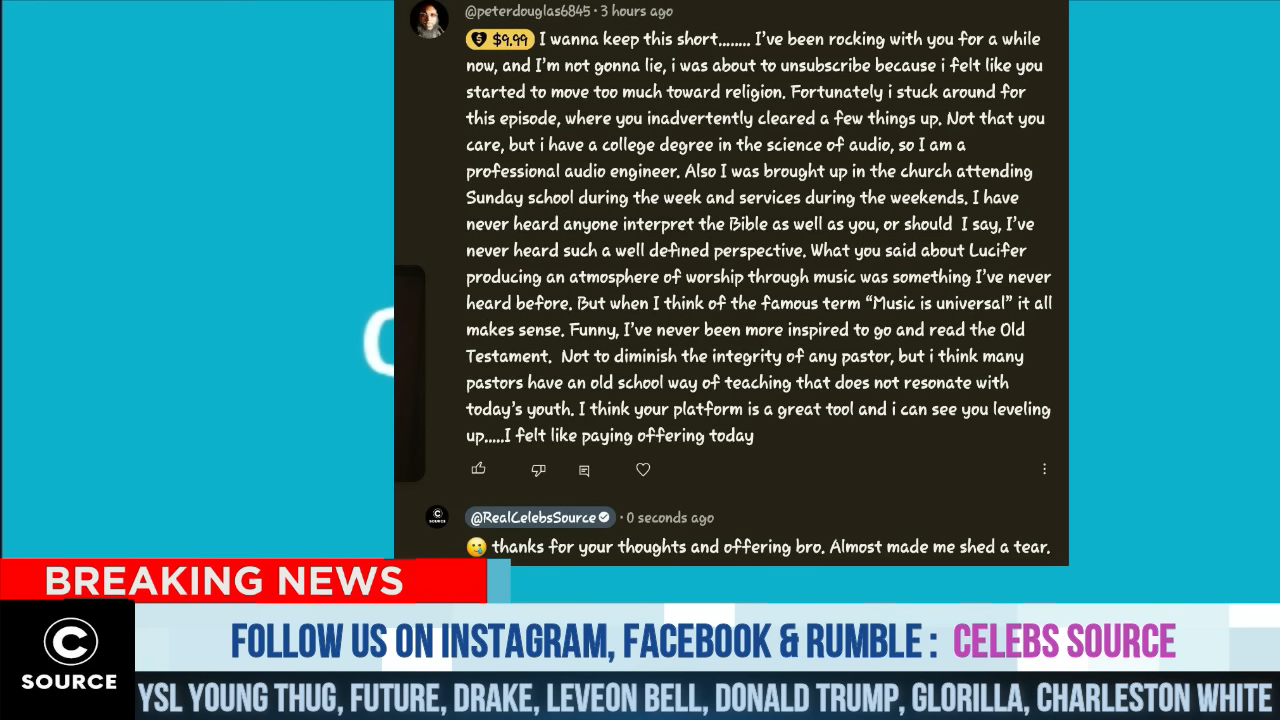 @peterdouglas6845 · 3 hours ago
$9.99 I wanna keep this short........ I've been rocking with you for a while
now, and I'm not gonna lie, i was about to unsubscribe because i felt like you
started to move too much toward religion. Fortunately i stuck around for
this episode, where you inadvertently cleared a few things up. Not that you
care, but i have a college degree in the science of audio, so I am a
professional audio engineer. Also I was brought up in the church attending
Sunday school during the week and services during the weekends. I have
never heard anyone interpret the Bible as well as you, or should  I say, I've
never heard such a well defined perspective. What you said about Lucifer
producing an atmosphere of worship through music was something I've never
heard before. But when I think of the famous term “Music is universal” it all
makes sense. Funny, I've never been more inspired to go and read the Old
Testament.  Not to diminish the integrity of any pastor, but i think many
pastors have an old school way of teaching that does not resonate with
today's youth. I think your platform is a great tool and i can see you leveling
up.....I felt like paying offering today
@RealCelebsSource · 0 seconds ago
🥲 thanks for your thoughts and offering bro. Almost made me shed a tear.
BREAKING NEWS
C
SOURCE
FOLLOW US ON INSTAGRAM, FACEBOOK & RUMBLE : CELEBS SOURCE
YSL YOUNG THUG, FUTURE, DRAKE, LEVEON BELL, DONALD TRUMP, GLORILLA, CHARLESTON WHITE